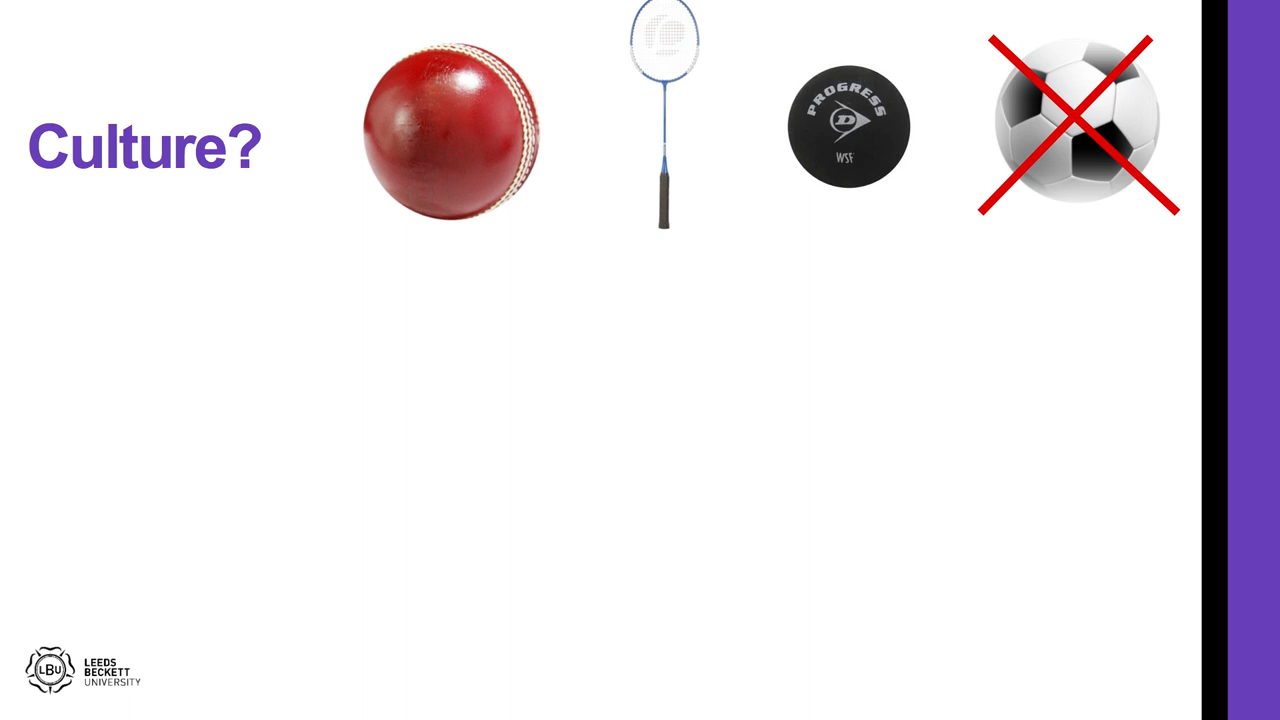 Culture?
PROGRESS
D
WSF
LBU
LEEDS
BECKETT
UNIVERSITY